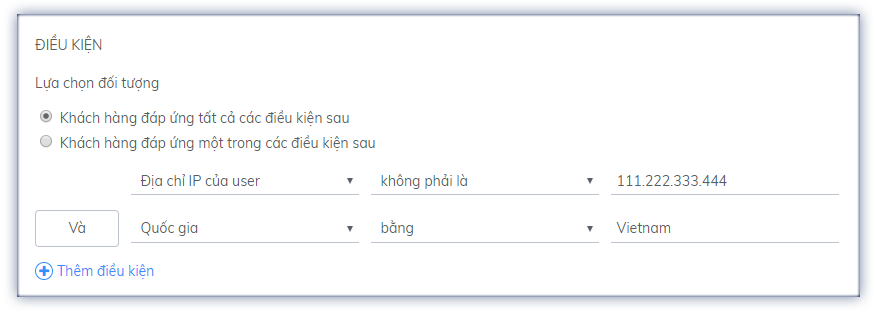 ĐIỀU KIỆN
Lựa chọn đối tượng
Khách hàng đáp ứng tất cả các điều kiện sau
Khách hàng đáp ứng một trong các điều kiện sau
Địa chỉ IP của user không phải là 111.222.333.444
Và Quốc gia bằng Vietnam
Thêm điều kiện